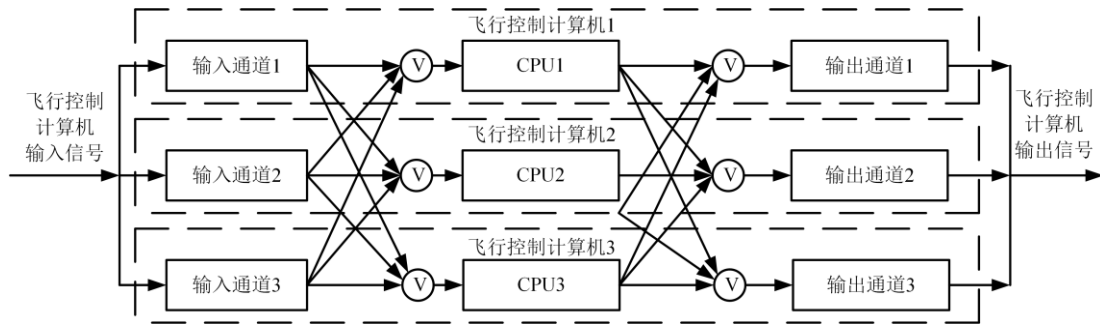 飞行控制计算机1
输入通道1
V
CPU1
V
输出通道1
飞行控制
计算机
输入信号
飞行控制计算机2
输入通道2
V
CPU2
V
输出通道2
飞行控制
计算机
输出信号
飞行控制计算机3
输入通道3
V
CPU3
V
输出通道3